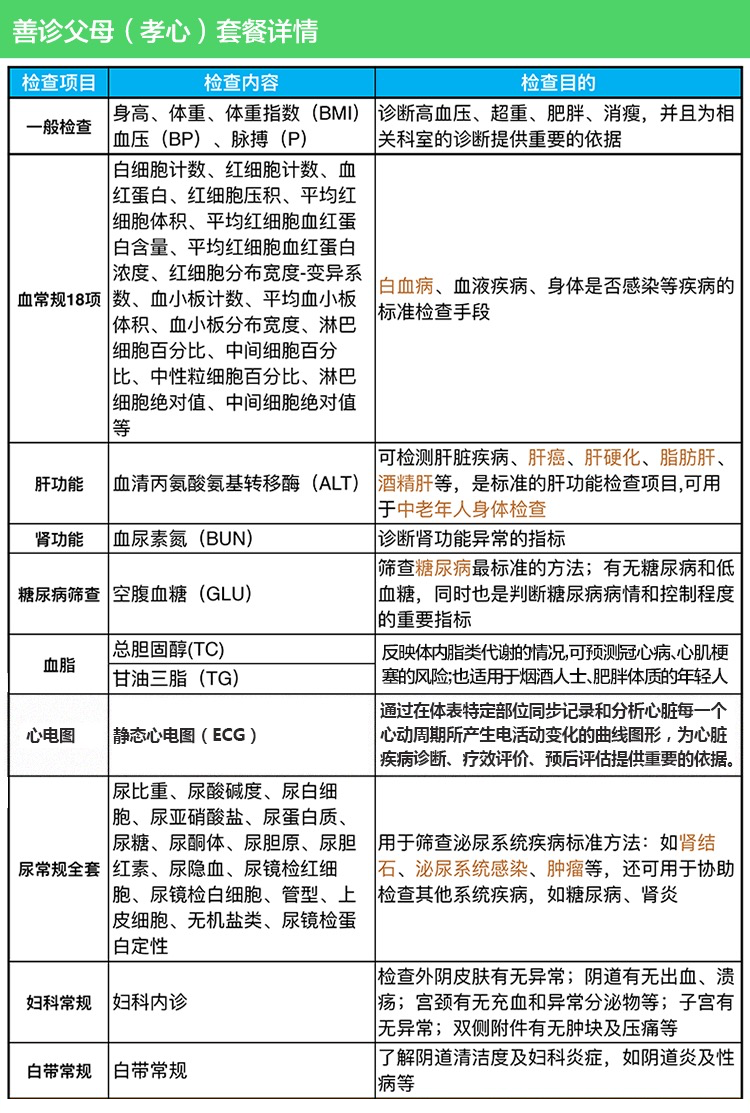 善诊父母（孝心）套餐详情
检查项目
检查内容
检查目的
一般检查
身高、体重、体重指数（BMI）
血压（BP）、脉搏（P）
诊断高血压、超重、肥胖、消瘦，并且为相
关科室的诊断提供重要的依据
血常规18项
白细胞计数、红细胞计数、血
红蛋白、红细胞压积、平均红
细胞体积、平均红细胞血红蛋
白含量、平均红细胞血红蛋白
浓度、红细胞分布宽度-变异系
数、血小板计数、平均血小板
体积、血小板分布宽度、淋巴
细胞百分比、中间细胞百分
比、中性粒细胞百分比、淋巴
细胞绝对值、中间细胞绝对值
等
白血病、血液疾病、身体是否感染等疾病的
标准检查手段
肝功能
血清丙氨酸氨基转移酶（ALT）
可检测肝脏疾病、肝癌、肝硬化、脂肪肝、
酒精肝等，是标准的肝功能检查项目,可用
于中老年人身体检查
肾功能
血尿素氮（BUN）
诊断肾功能异常的指标
糖尿病筛查
空腹血糖（GLU）
筛查糖尿病最标准的方法；有无糖尿病和低
血糖，同时也是判断糖尿病病情和控制程度
的重要指标
血脂
总胆固醇(TC)
甘油三脂（TG）
反映体内脂类代谢的情况,可预测冠心病、心肌梗
塞的风险;也适用于烟酒人士、肥胖体质的年轻人
心电图
静态心电图（ECG）
通过在体表特定部位同步记录和分析心脏每一个
心动周期所产生电活动变化的曲线图形，为心脏
疾病诊断、疗效评价、预后评估提供重要的依据。
尿常规全套
尿比重、尿酸碱度、尿白细
胞、尿亚硝酸盐、尿蛋白质、
尿糖、尿酮体、尿胆原、尿胆
红素、尿隐血、尿镜检红细
胞、尿镜检白细胞、管型、上
皮细胞、无机盐类、尿镜检蛋
白定性
用于筛查泌尿系统疾病标准方法：如肾结
石、泌尿系统感染、肿瘤等，还可用于协助
检查其他系统疾病，如糖尿病、肾炎
妇科常规
妇科内诊
检查外阴皮肤有无异常；阴道有无出血、溃
疡；宫颈有无充血和异常分泌物等；子宫有
无异常；双侧附件有无肿块及压痛等
白带常规
白带常规
了解阴道清洁度及妇科炎症，如阴道炎及性
病等